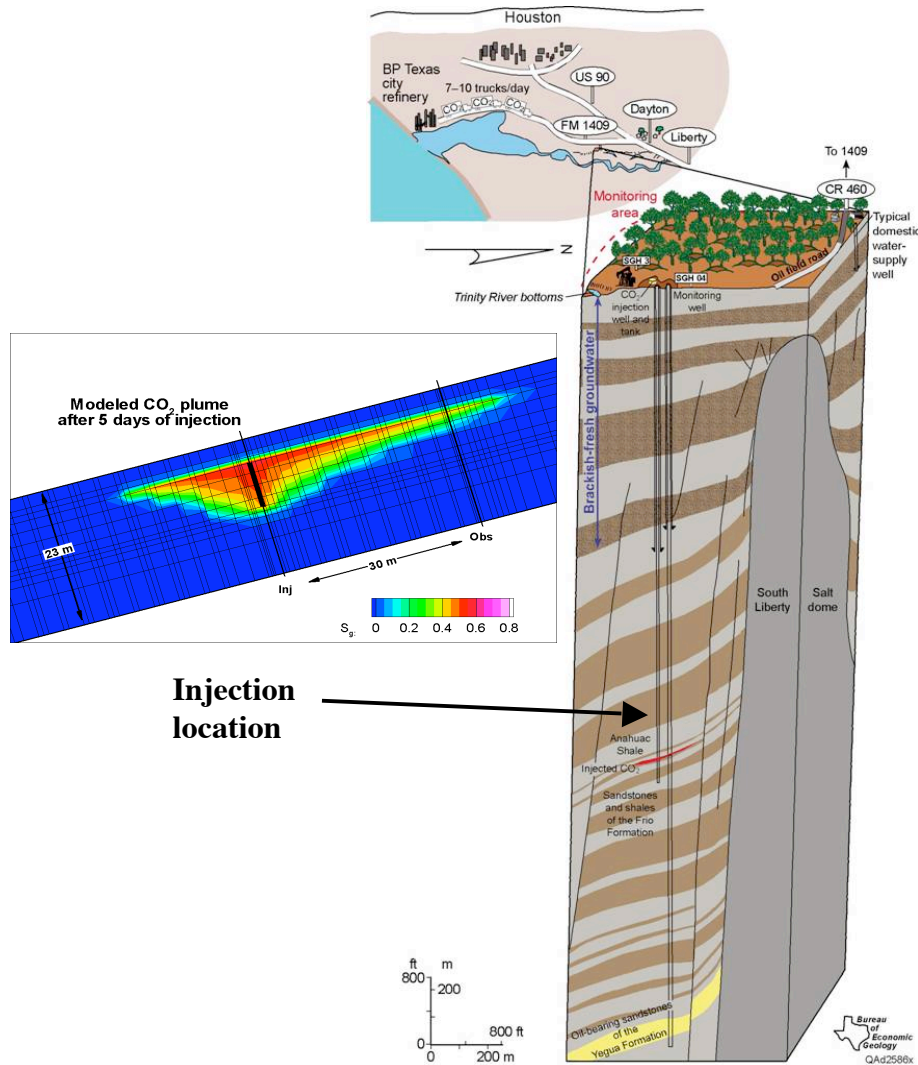 Houston
BP Texas
city
refinery
7–10 trucks/day
CO₂
CO₂
CO₂
US 90
FM 1409
Dayton
Liberty
To 1409
CR 460
Monitoring
area
Typical
domestic
water-
supply
well
N
Oil field road
SGH 3
SGH 04
Trinity River bottoms
CO₂
injection
well and
tank
Monitoring
well
Brackish-fresh groundwater
Modeled CO₂ plume
after 5 days of injection
23 m
30 m
Inj
Obs
Sg:
0 0.2 0.4 0.6 0.8
South
Liberty
Salt
dome
Injection
location
Anahuac
Shale
Injected CO₂
Sandstones
and shales
of the Frio
Formation
ft m
800
200
0
800 ft
0 200 m
Oil-bearing sandstones
of the
Yegua Formation
Bureau
of
Economic
Geology
QAd2586x